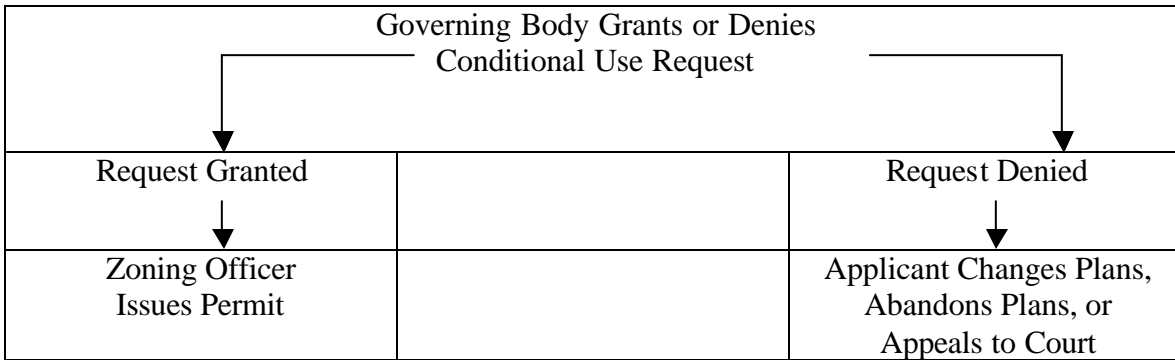 Governing Body Grants or Denies
Conditional Use Request
Request Granted
Request Denied
Zoning Officer
Issues Permit
Applicant Changes Plans,
Abandons Plans, or
Appeals to Court